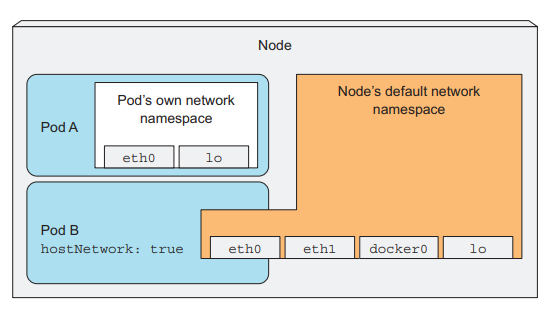 Node
Pod's own network
namespace
Pod A
eth0
lo
Node's default network
namespace
Pod B
hostNetwork: true
eth0
eth1
docker0
lo